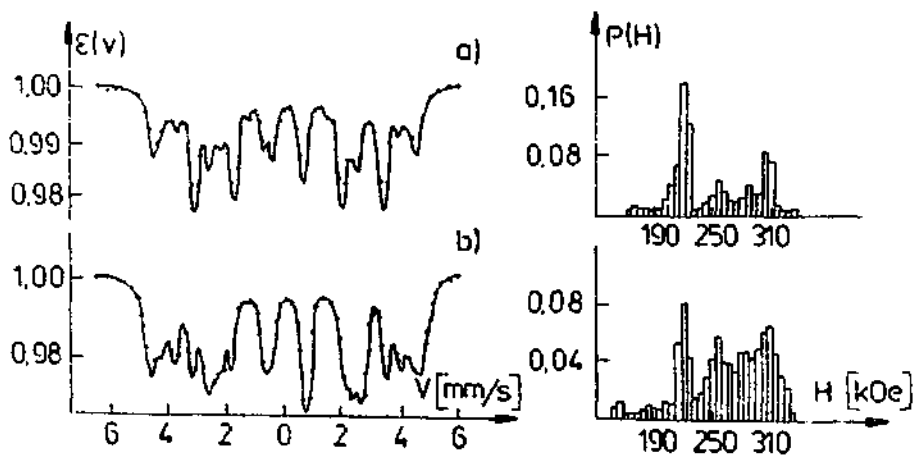 ε(v)
a)
1,00
0,99
0,98
P(H)
0,16
0,08
190 250 310
b)
1,00
0,98
V [mm/s]
6 4 2 0 2 4 6
0,08
0,04
H [kOe]
190 250 310